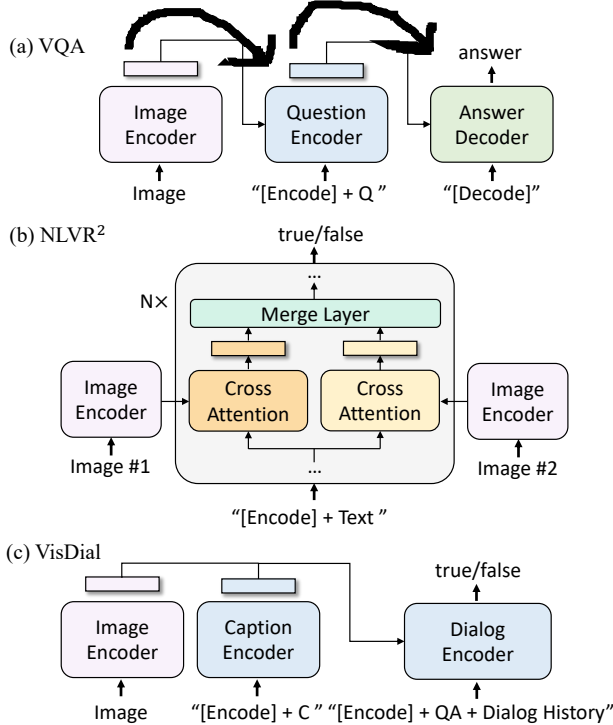 (a) VQA
answer
Image
Encoder
Question
Encoder
Answer
Decoder
Image
“[Encode] + Q ”
“[Decode]”
(b) NLVR²
true/false
...
N×
Merge Layer
Image
Encoder
Cross
Attention
Cross
Attention
Image
Encoder
Image #1
...
Image #2
“[Encode] + Text ”
(c) VisDial
true/false
Image
Encoder
Caption
Encoder
Dialog
Encoder
Image
“[Encode] + C ”
“[Encode] + QA + Dialog History”